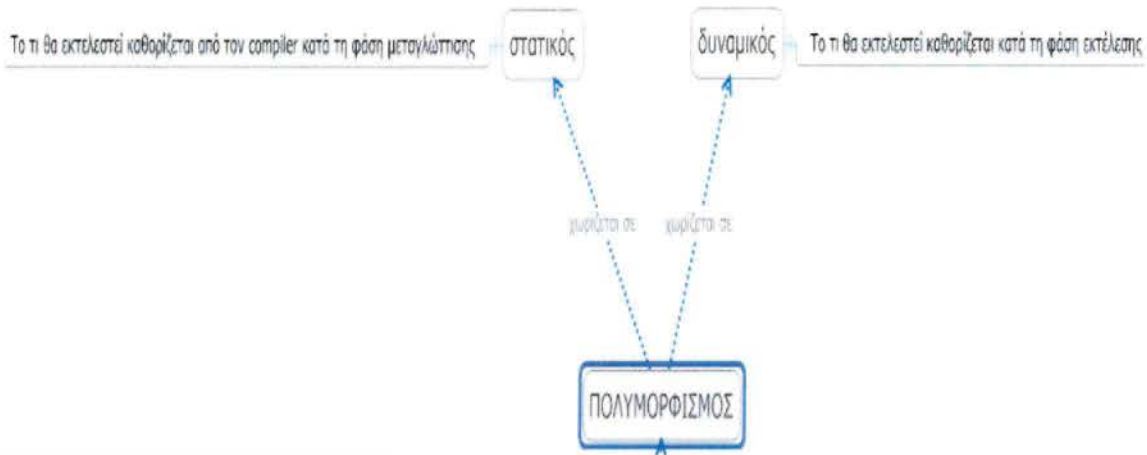 Το τι θα εκτελεστεί καθορίζεται από τον compiler κατά τη φάση μεταγλώττισης
στατικός
δυναμικός
Το τι θα εκτελεστεί καθορίζεται κατά τη φάση εκτέλεσης
χωρίζεται σε
χωρίζεται σε
ΠΟΛΥΜΟΡΦΙΣΜΟΣ